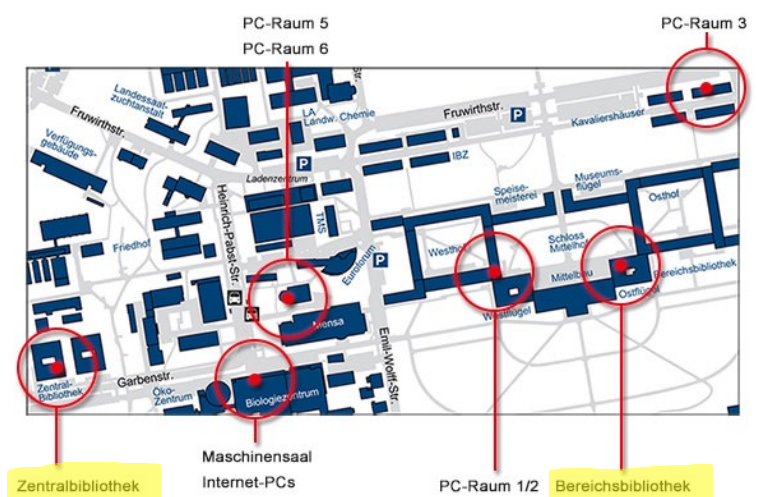 PC-Raum 5
PC-Raum 6
PC-Raum 3
Landessaat-
zuchtanstalt
Fruwirthstr.
Verfügungs-
gebäude
LA
Landw. Chemie
Str.
P
Fruwirthstr.
P
Kavaliershäuser
Ladenzentrum
IBZ
Heinrich-Pabst-Str.
TMS
Speise-
meisterei
Museums-
flügel
Osthof
Friedhof
Euroforum
P
Westhof
Schloss
Mittelhof
Mittelbau
Bereichsbibliothek
Ostflügel
Westflügel
Mensa
Emil-Wolff-Str.
Zentral-
Bibliothek
Garbenstr.
Öko-
Zentrum
Biologiezentrum
Maschinensaal
Internet-PCs
Zentralbibliothek
PC-Raum 1/2
Bereichsbibliothek